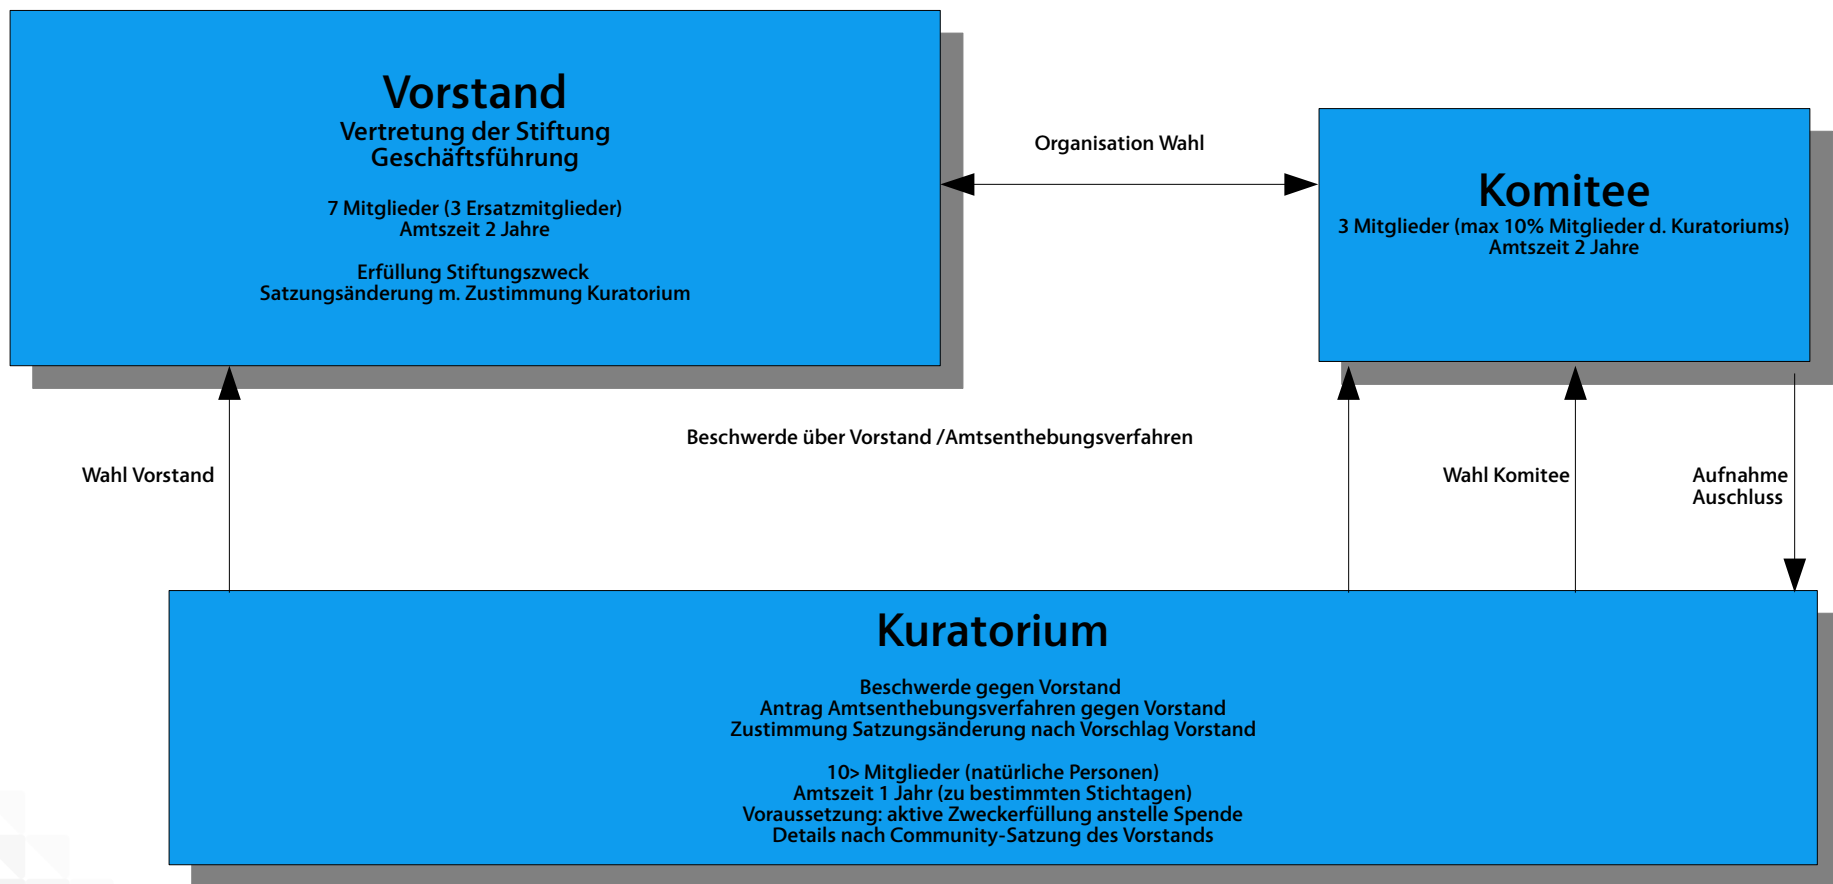 Vorstand
Vertretung der Stiftung
Geschäftsführung
7 Mitglieder (3 Ersatzmitglieder)
Amtszeit 2 Jahre
Erfüllung Stiftungszweck
Satzungsänderung m. Zustimmung Kuratorium
Organisation Wahl
Komitee
3 Mitglieder (max 10% Mitglieder d. Kuratoriums)
Amtszeit 2 Jahre
Beschwerde über Vorstand /Amtsenthebungsverfahren
Wahl Vorstand
Wahl Komitee
Aufnahme
Auschluss
Kuratorium
Beschwerde gegen Vorstand
Antrag Amtsenthebungsverfahren gegen Vorstand
Zustimmung Satzungsänderung nach Vorschlag Vorstand
10> Mitglieder (natürliche Personen)
Amtszeit 1 Jahr (zu bestimmten Stichtagen)
Voraussetzung: aktive Zweckerfüllung anstelle Spende
Details nach Community-Satzung des Vorstands